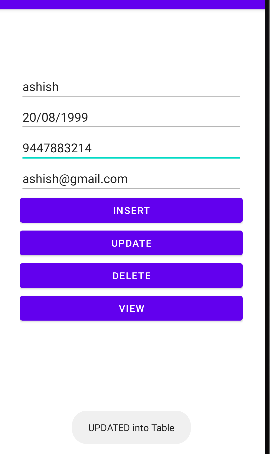 ashish
20/08/1999
9447883214
ashish@gmail.com
INSERT
UPDATE
DELETE
VIEW
UPDATED into Table